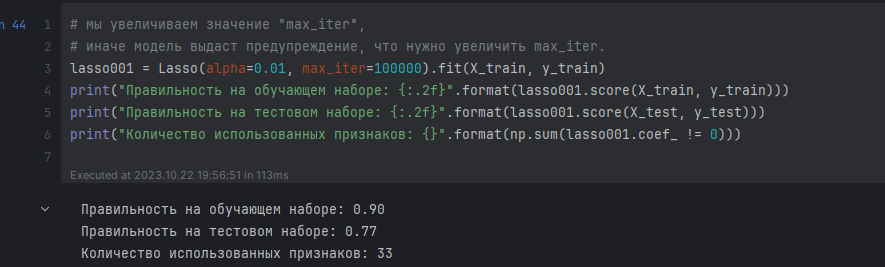 n 44
1 # мы увеличиваем значение "max_iter",
2 # иначе модель выдаст предупреждение, что нужно увеличить max_iter.
3 lasso001 = Lasso(alpha=0.01, max_iter=100000).fit(X_train, y_train)
4 print("Правильность на обучающем наборе: {:.2f}".format(lasso001.score(X_train, y_train)))
5 print("Правильность на тестовом наборе: {:.2f}".format(lasso001.score(X_test, y_test)))
6 print("Количество использованных признаков: {}".format(np.sum(lasso001.coef_ != 0)))
7
Executed at 2023.10.22 19:56:51 in 113ms
Правильность на обучающем наборе: 0.90
Правильность на тестовом наборе: 0.77
Количество использованных признаков: 33